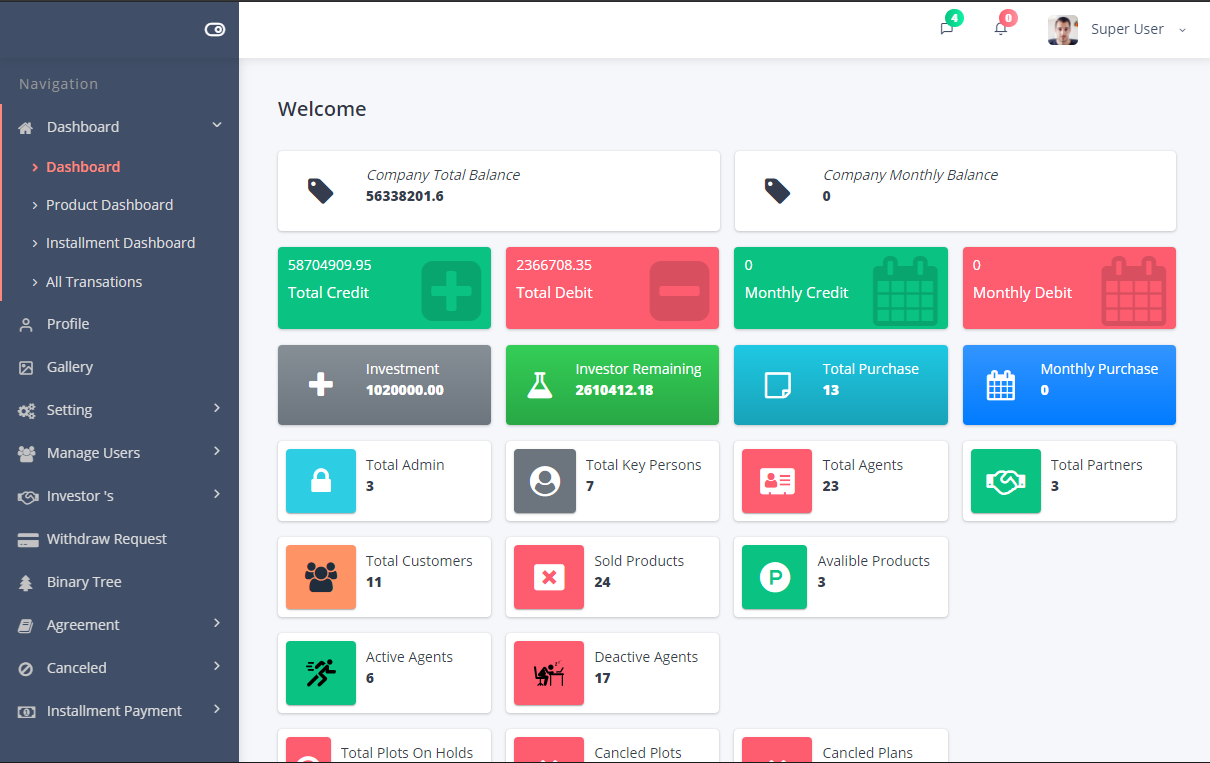 4
0
Super User
Navigation
Dashboard
Dashboard
Product Dashboard
Installment Dashboard
All Transations
Profile
Gallery
Setting
Manage Users
Investor 's
Withdraw Request
Binary Tree
Agreement
Canceled
Installment Payment
Welcome
Company Total Balance
56338201.6
Company Monthly Balance
0
58704909.95
Total Credit
2366708.35
Total Debit
0
Monthly Credit
0
Monthly Debit
Investment
1020000.00
Investor Remaining
2610412.18
Total Purchase
13
Monthly Purchase
0
Total Admin
3
Total Key Persons
7
Total Agents
23
Total Partners
3
Total Customers
11
Sold Products
24
P
Avalible Products
3
Active Agents
6
Deactive Agents
17
Total Plots On Holds
Cancled Plots
Cancled Plans